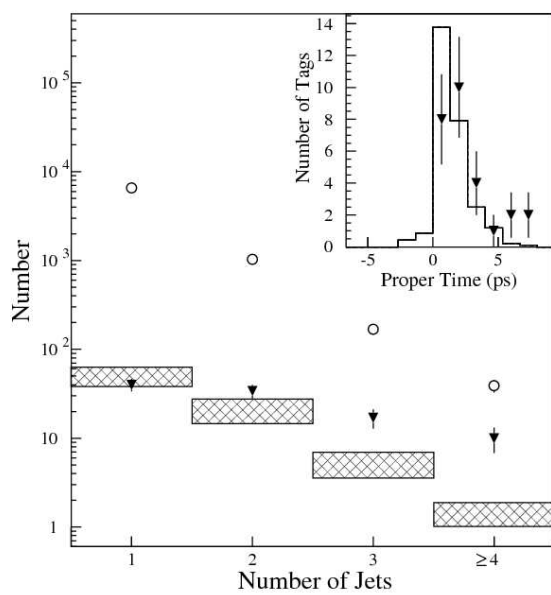 10^5
10^4
10^3
10^2
10
1
Number
1 2 3 ≥4
Number of Jets
14
12
10
8
6
4
2
0
Number of Tags
-5 0 5
Proper Time (ps)